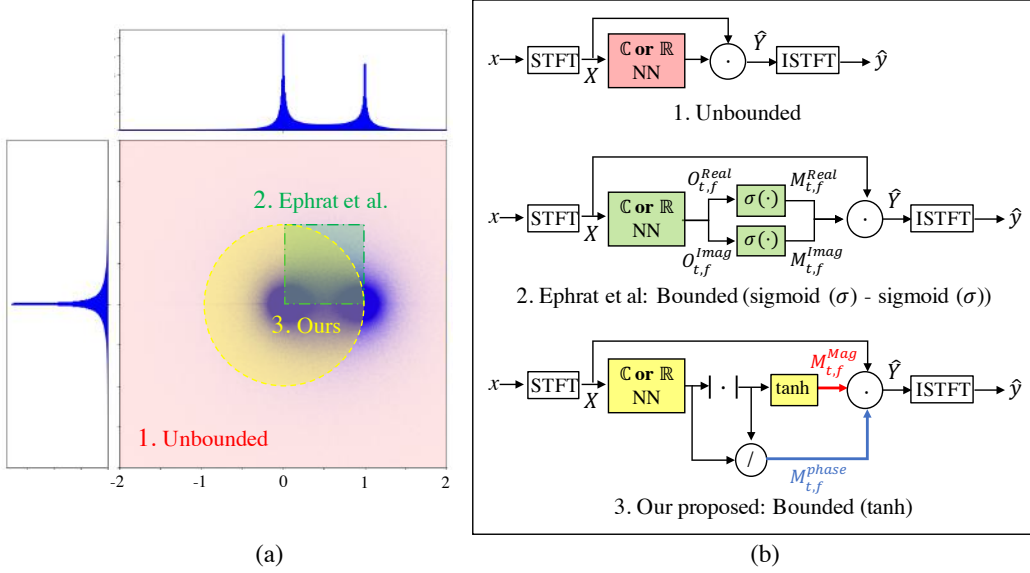 2. Ephrat et al.
3. Ours
1. Unbounded
-2 -1 0 1 2
(a)
x STFT X ℂ or ℝ NN · Ŷ ISTFT ŷ
1. Unbounded
x STFT X ℂ or ℝ NN O_{t,f}^{Real} σ(·) M_{t,f}^{Real} O_{t,f}^{Imag} σ(·) M_{t,f}^{Imag} · Ŷ ISTFT ŷ
2. Ephrat et al: Bounded (sigmoid (σ) - sigmoid (σ))
x STFT X ℂ or ℝ NN |·| tanh M_{t,f}^{Mag} · Ŷ ISTFT ŷ
/ M_{t,f}^{phase}
3. Our proposed: Bounded (tanh)
(b)